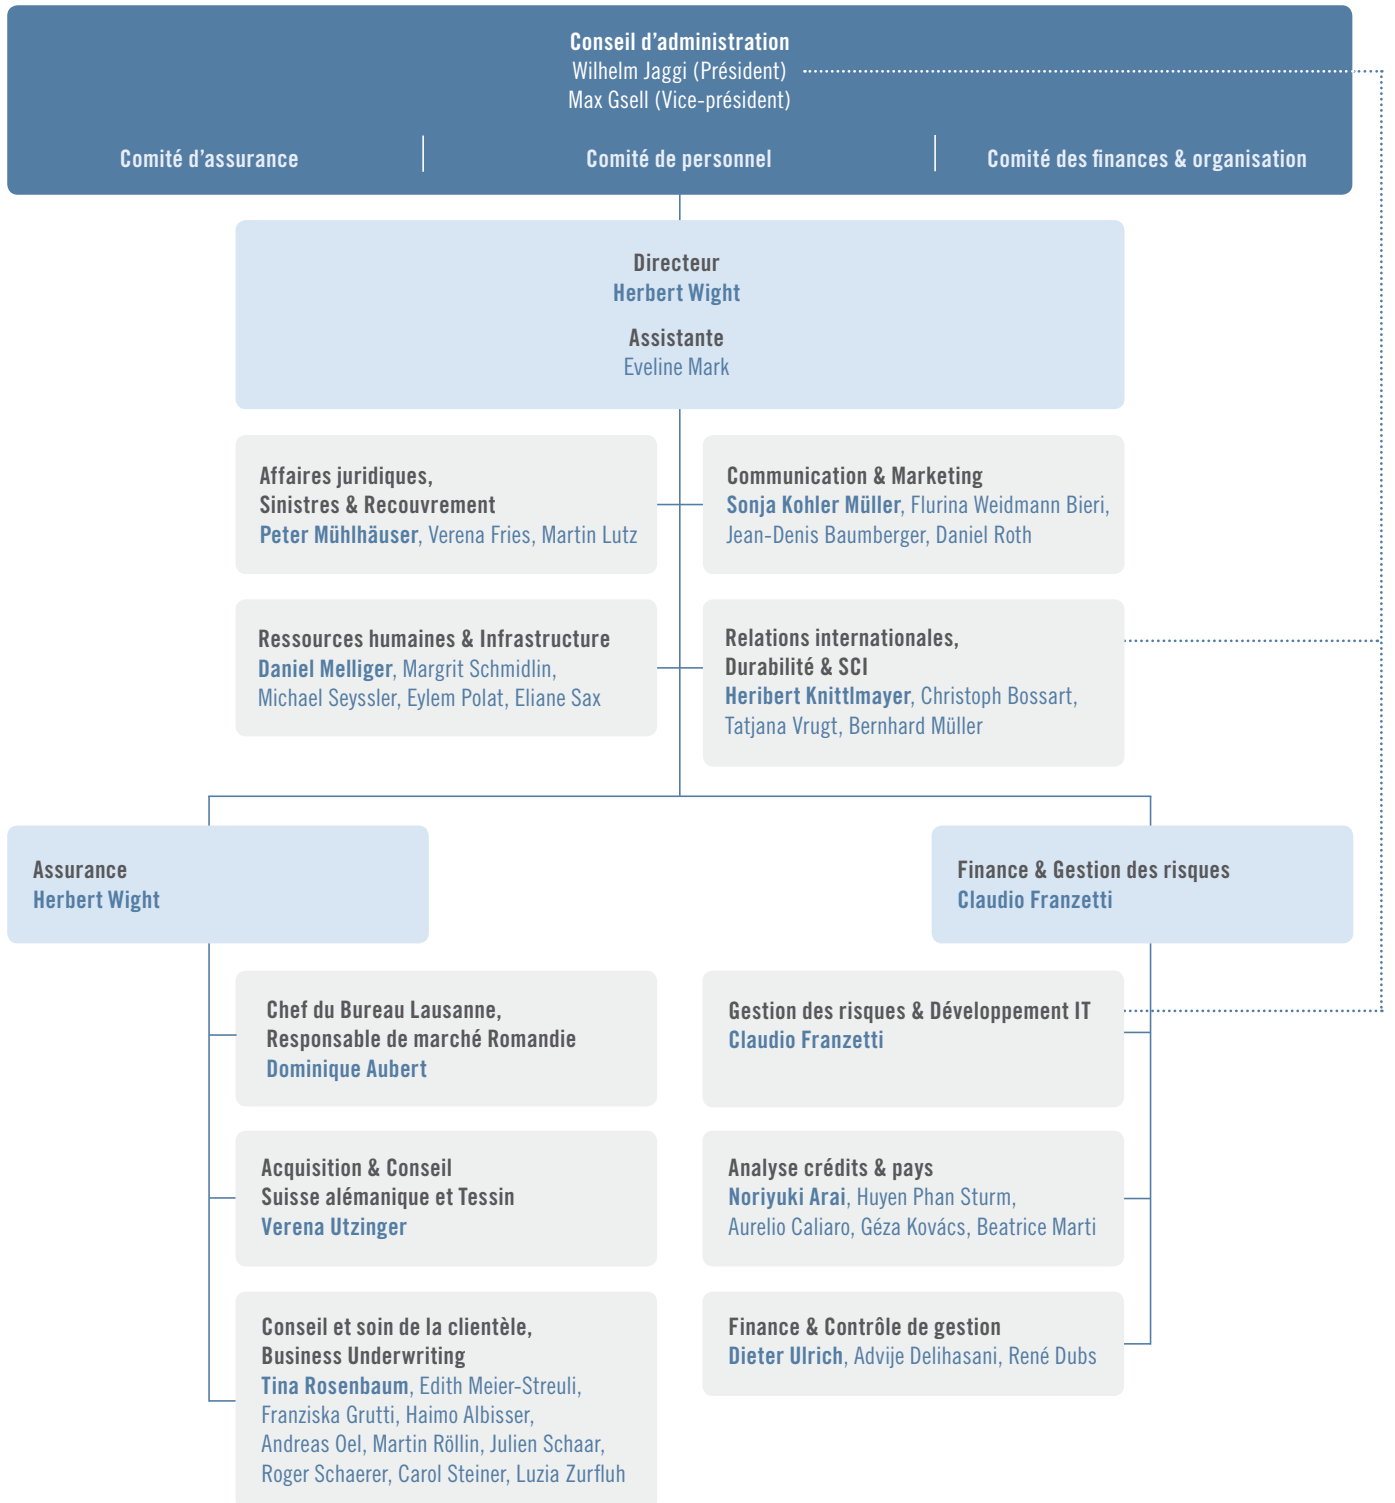 Conseil d’administration
Wilhelm Jaggi (Président)
Max Gsell (Vice-président)
Comité d’assurance
Comité de personnel
Comité des finances & organisation
Directeur
Herbert Wight
Assistante
Eveline Mark
Affaires juridiques,
Sinistres & Recouvrement
Peter Mühlhäuser, Verena Fries, Martin Lutz
Communication & Marketing
Sonja Kohler Müller, Flurina Weidmann Bieri,
Jean-Denis Baumberger, Daniel Roth
Ressources humaines & Infrastructure
Daniel Melliger, Margrit Schmidlin,
Michael Seyssler, Eylem Polat, Eliane Sax
Relations internationales,
Durabilité & SCI
Heribert Knittlmayer, Christoph Bossart,
Tatjana Vrugt, Bernhard Müller
Assurance
Herbert Wight
Finance & Gestion des risques
Claudio Franzetti
Chef du Bureau Lausanne,
Responsable de marché Romandie
Dominique Aubert
Gestion des risques & Développement IT
Claudio Franzetti
Acquisition & Conseil
Suisse alémanique et Tessin
Verena Utzinger
Analyse crédits & pays
Noriyuki Arai, Huyen Phan Sturm,
Aurelio Caliaro, Géza Kovács, Beatrice Marti
Conseil et soin de la clientèle,
Business Underwriting
Tina Rosenbaum, Edith Meier-Streuli,
Franziska Grutti, Haimo Albisser,
Andreas Oel, Martin Röllin, Julien Schaar,
Roger Schaerer, Carol Steiner, Luzia Zurfluh
Finance & Contrôle de gestion
Dieter Ulrich, Advije Delihasani, René Dubs